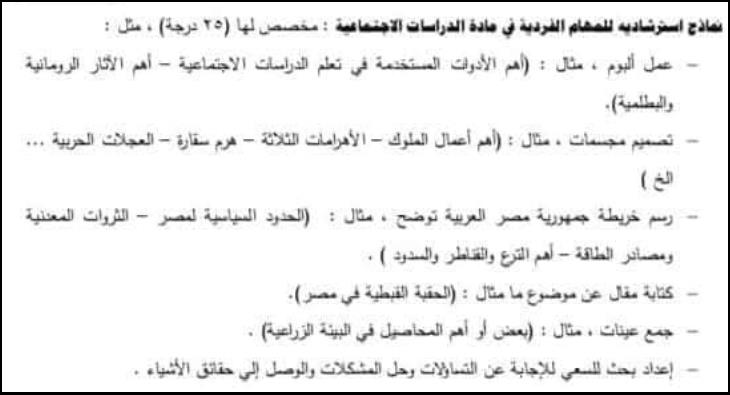 نماذج استرشاديه للمهام الفردية في مادة الدراسات الاجتماعية : مخصص لها (٢٥ درجة) ، مثل :
– عمل ألبوم ، مثال : (أهم الأدوات المستخدمة في تعلم الدراسات الاجتماعية – أهم الآثار الرومانية
والبطلمية).
– تصميم مجسمات ، مثال : (أهم أعمال الملوك – الأهرامات الثلاثة – هرم سقارة – العجلات الحربية ...
الخ )
– رسم خريطة جمهورية مصر العربية توضح ، مثال : (الحدود السياسية لمصر – الثروات المعدنية
ومصادر الطاقة – أهم الترع والقناطر والسدود ) .
– كتابة مقال عن موضوع ما مثال : (الحقبة القبطية في مصر).
– جمع عينات ، مثال : (بعض أو أهم المحاصيل في البيئة الزراعية) .
– إعداد بحث للسعي للإجابة عن التساؤلات وحل المشكلات والوصل إلي حقائق الأشياء .